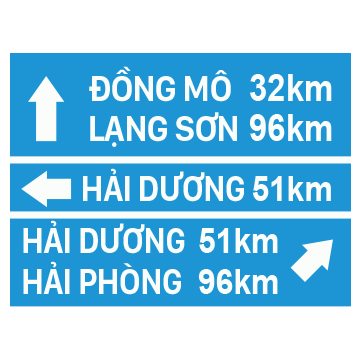 ĐỒNG MÔ 32km
LẠNG SƠN 96km
HẢI DƯƠNG 51km
HẢI DƯƠNG 51km
HẢI PHÒNG 96km